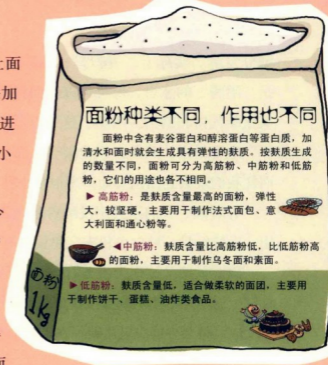 面
加
进
小
面粉种类不同，作用也不同
面粉中含有麦谷蛋白和醇溶蛋白等蛋白质，加
清水和面时就会生成具有弹性的麸质。按麸质生成
的数量不同，面粉可分为高筋粉、中筋粉和低筋
粉，它们的用途也各不相同。
▶高筋粉：是麸质含量最高的面粉，弹性
大，较坚硬，主要用于制作法式面包、意
大利面和通心粉等。
◀中筋粉：麸质含量比高筋粉低，比低筋粉高
的面粉，主要用于制作乌冬面和素面。
▶低筋粉：麸质含量低，适合做柔软的面团，主要用
于制作饼干、蛋糕、油炸类食品。
面粉
1kg